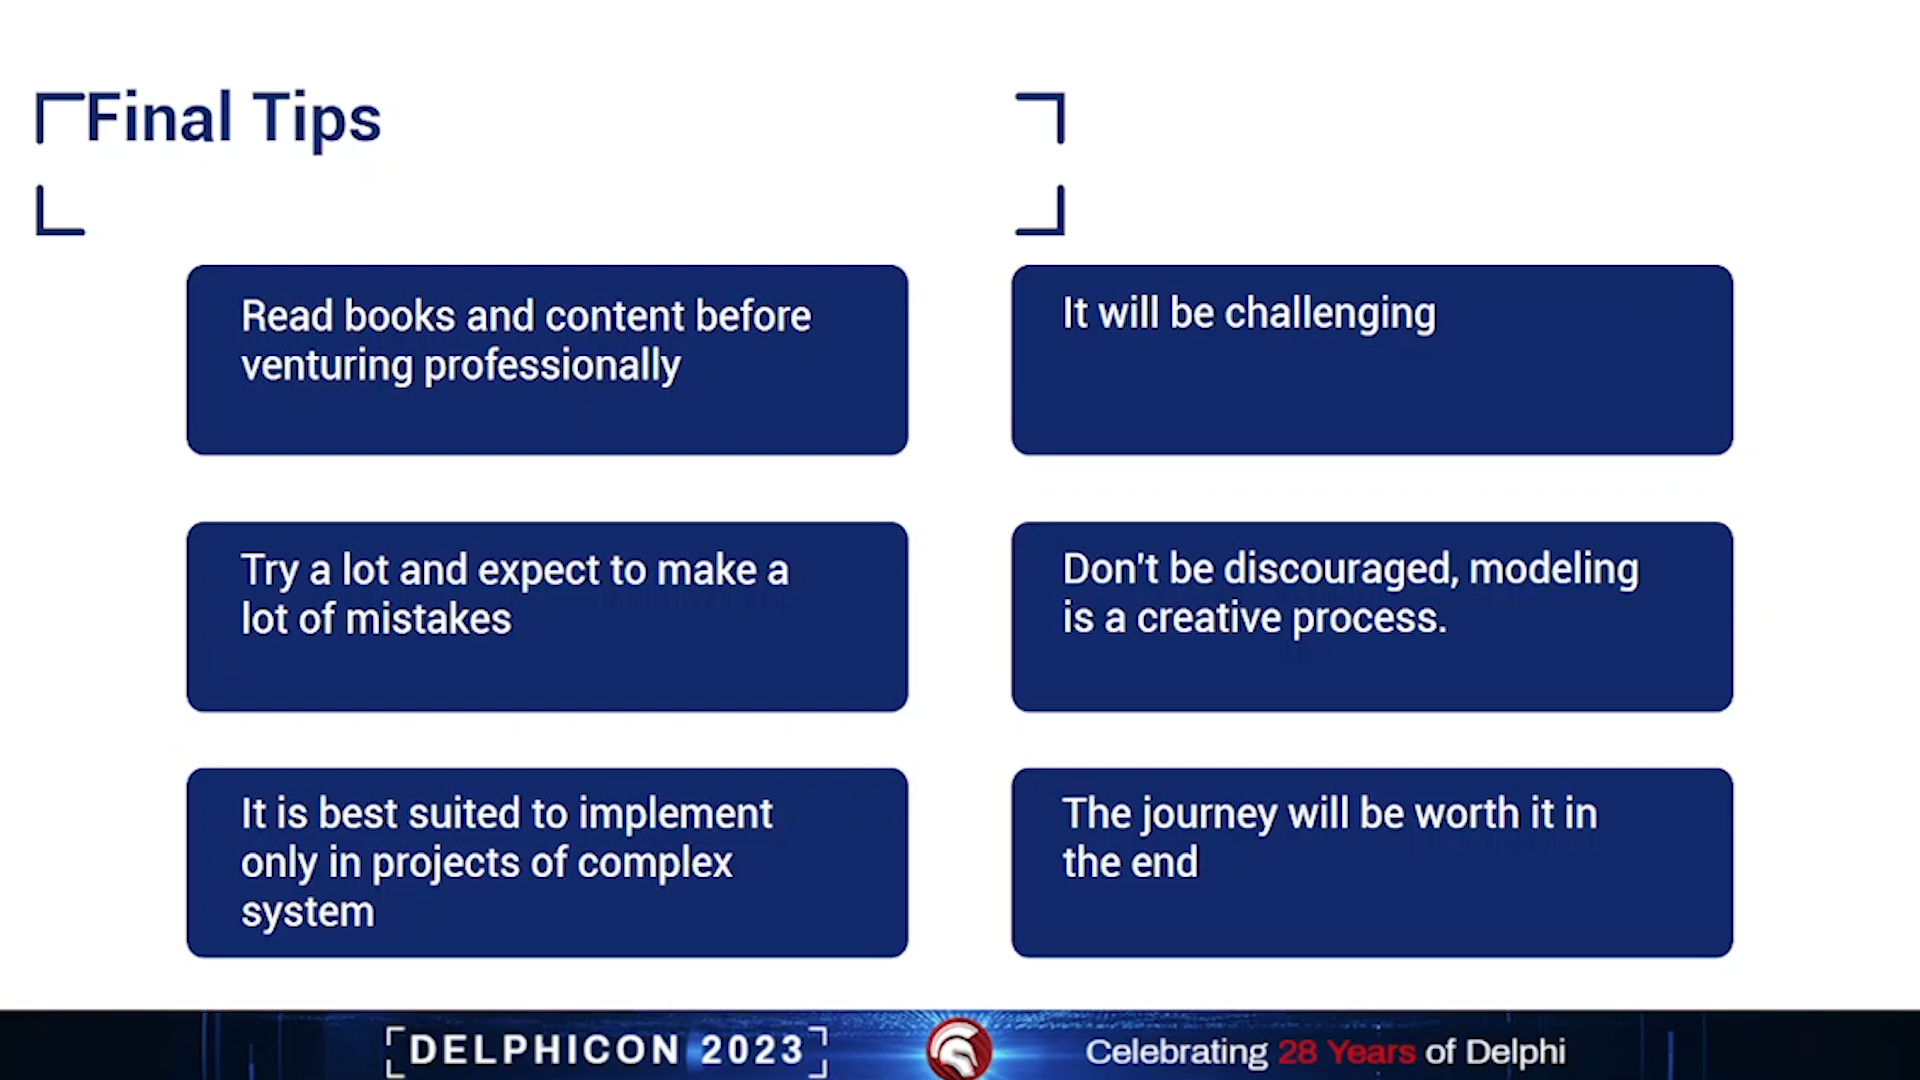 Final Tips
Read books and content before
venturing professionally
It will be challenging
Try a lot and expect to make a
lot of mistakes
Don't be discouraged, modeling
is a creative process.
It is best suited to implement
only in projects of complex
system
The journey will be worth it in
the end
DELPHICON 2023
Celebrating 28 Years of Delphi